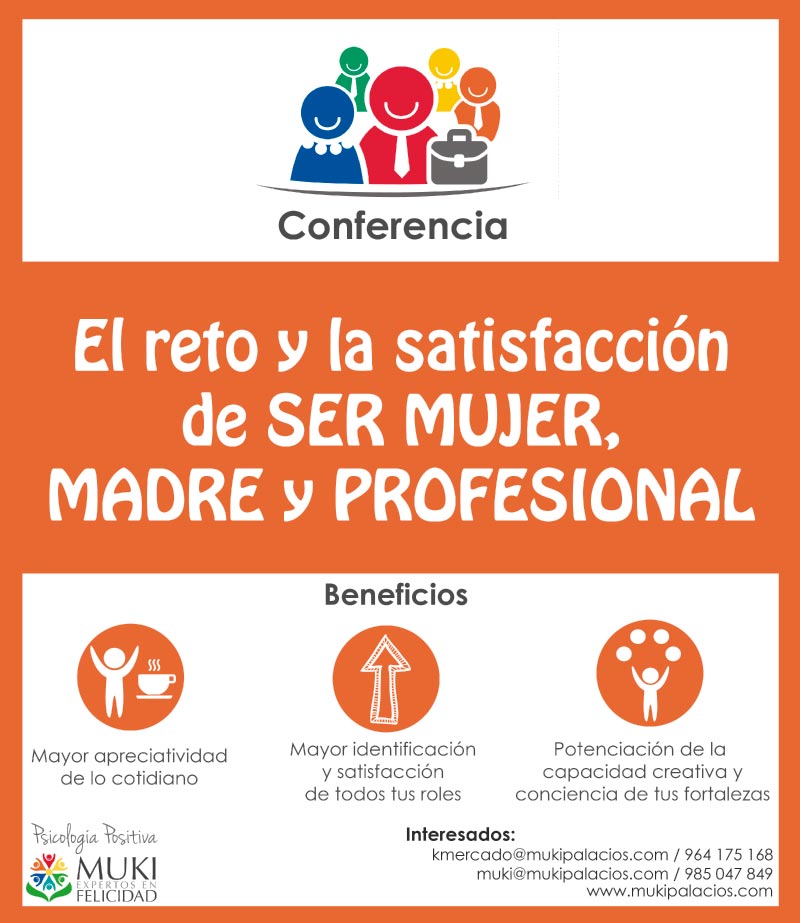 Conferencia
El reto y la satisfacción
de SER MUJER,
MADRE y PROFESIONAL
Beneficios
Mayor apreciatividad
de lo cotidiano
Mayor identificación
y satisfacción
de todos tus roles
Potenciación de la
capacidad creativa y
conciencia de tus fortalezas
Psicología Positiva
MUKI
EXPERTOS EN
FELICIDAD
Interesados:
kmercado@mukipalacios.com / 964 175 168
muki@mukipalacios.com / 985 047 849
www.mukipalacios.com